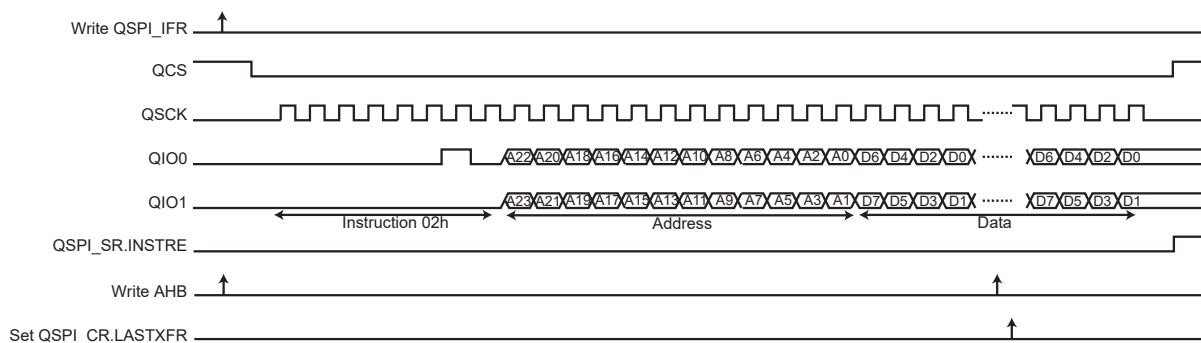 Write QSPI_IFR
QCS
QSCK
QIO0 A22 A20 A18 A16 A14 A12 A10 A8 A6 A4 A2 A0 D6 D4 D2 D0 D6 D4 D2 D0
QIO1 A23 A21 A19 A17 A15 A13 A11 A9 A7 A5 A3 A1 D7 D5 D3 D1 D7 D5 D3 D1
Instruction 02h Address Data
QSPI_SR.INSTRE
Write AHB
Set QSPI_CR.LASTXFR